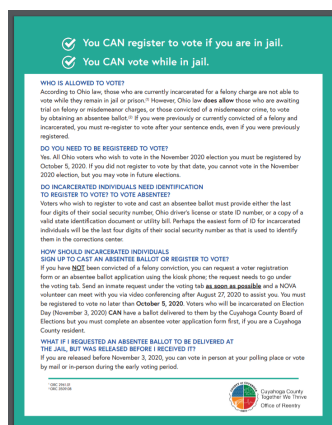 You CAN register to vote if you are in jail.
You CAN vote while in jail.
WHO IS ALLOWED TO VOTE?
According to Ohio law, those who are currently incarcerated for a felony charge are not able to
vote while they remain in jail or prison.⁽¹⁾ However, Ohio law does allow those who are awaiting
trial on felony or misdemeanor charges, or those convicted of a misdemeanor crime, to vote
by obtaining an absentee ballot.⁽²⁾ If you were previously or currently convicted of a felony and
incarcerated, you must re-register to vote after your sentence ends, even if you were previously
registered.
DO YOU NEED TO BE REGISTERED TO VOTE?
Yes. All Ohio voters who wish to vote in the November 2020 election you must be registered by
October 5, 2020. If you did not register to vote by that date, you cannot vote in the November
2020 election, but you may vote in future elections.
DO INCARCERATED INDIVIDUALS NEED IDENTIFICATION
TO REGISTER TO VOTE? TO VOTE ABSENTEE?
Voters who wish to register to vote and cast an absentee ballot must provide either the last
four digits of their social security number, Ohio driver's license or state ID number, or a copy of a
valid state identification document or utility bill. Perhaps the easiest form of ID for incarcerated
individuals will be the last four digits of their social security number as that is used to identify
them in the corrections center.
HOW SHOULD INCARCERATED INDIVIDUALS
SIGN UP TO CAST AN ABSENTEE BALLOT OR REGISTER TO VOTE?
If you have NOT been convicted of a felony conviction, you can request a voter registration
form or an absentee ballot application using the kiosk phone; the request needs to go under
the voting tab. Send an inmate request under the voting tab as soon as possible and a NOVA
volunteer can meet with you via video conferencing after August 27, 2020 to assist you. You must
be registered to vote no later than October 5, 2020. Voters who will be incarcerated on Election
Day (November 3, 2020) CAN have a ballot delivered to them by the Cuyahoga County Board of
Elections but you must complete an absentee voter application form first, if you are a Cuyahoga
County resident.
WHAT IF I REQUESTED AN ABSENTEE BALLOT TO BE DELIVERED AT
THE JAIL, BUT WAS RELEASED BEFORE I RECEIVED IT?
If you are released before November 3, 2020, you can vote in person at your polling place or vote
by mail or in-person during the early voting period.
Cuyahoga County
Together We Thrive
Office of Reentry